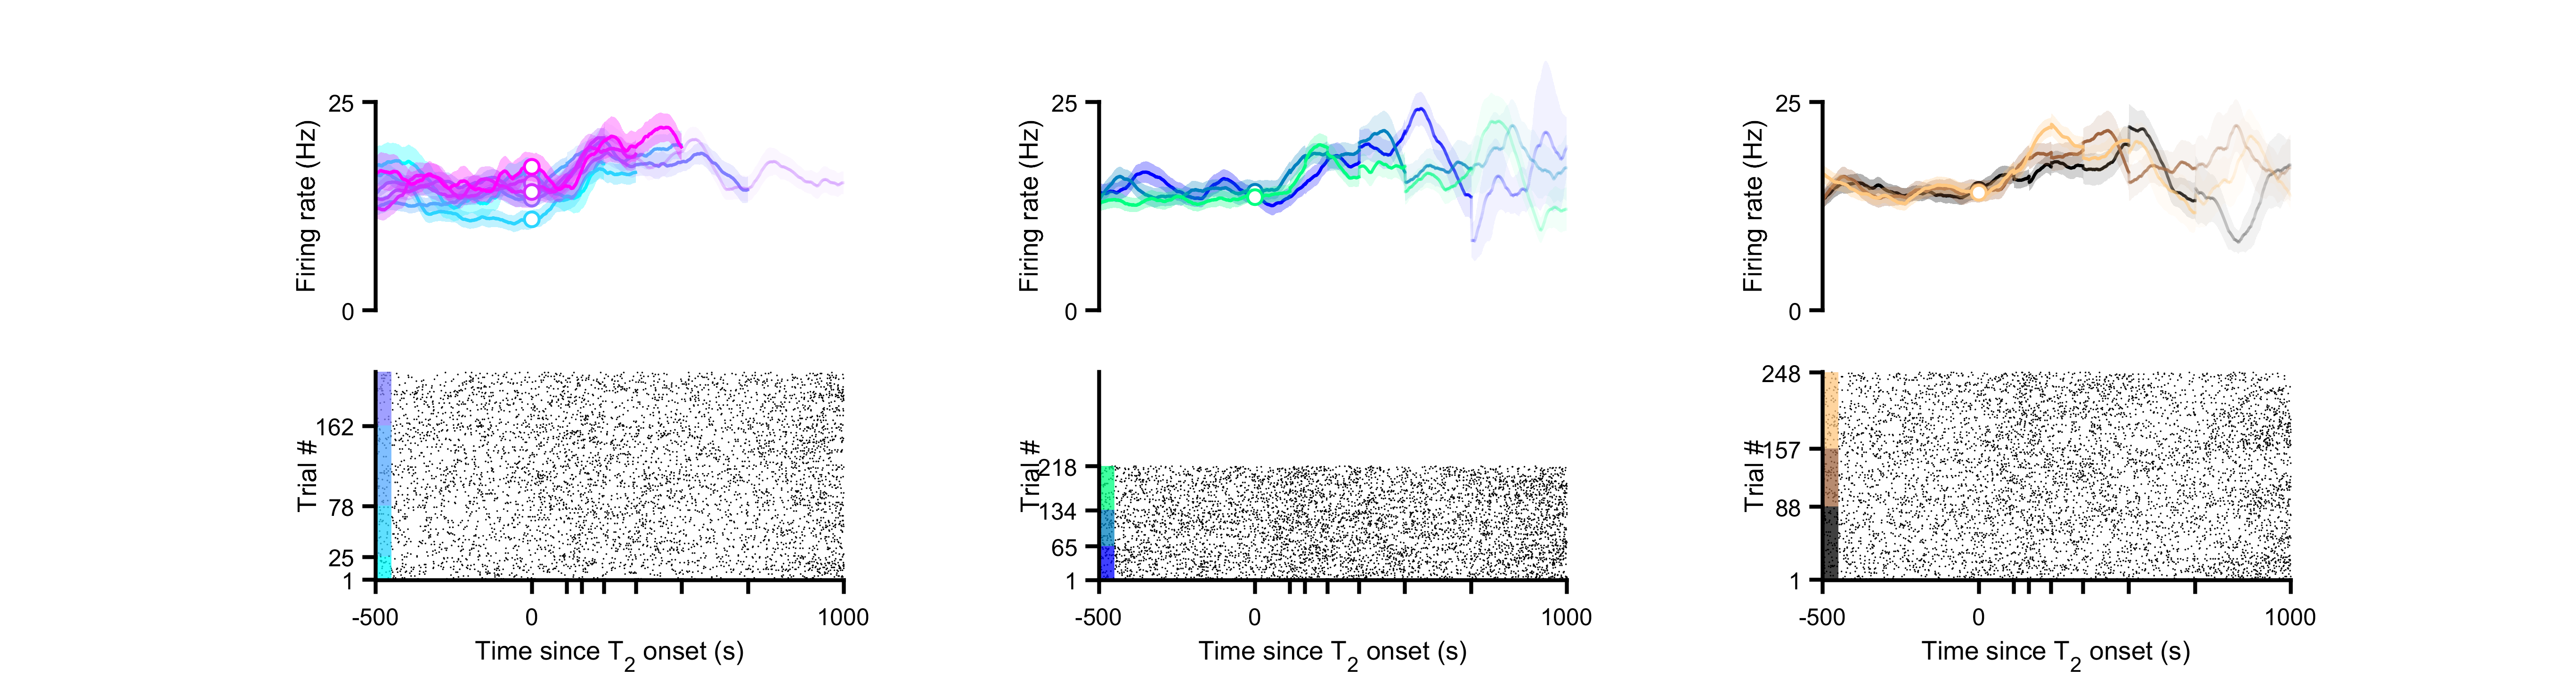 25
Firing rate (Hz)
0
25
Firing rate (Hz)
0
25
Firing rate (Hz)
0
Trial #
162
78
25
1
-500 0 1000
Time since T2 onset (s)
Trial #
218
134
65
1
-500 0 1000
Time since T2 onset (s)
Trial #
248
157
88
1
-500 0 1000
Time since T2 onset (s)